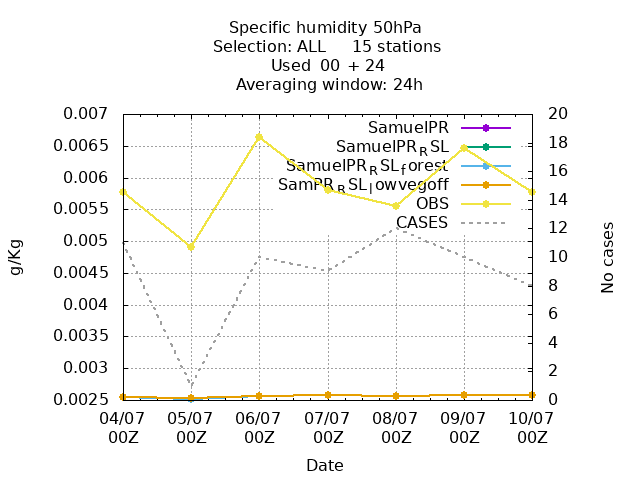 Specific humidity 50hPa
Selection: ALL 15 stations
Used 00 + 24
Averaging window: 24h
0.007
0.0065
0.006
0.0055
0.005
0.0045
0.004
0.0035
0.003
0.0025
g/Kg
SamuelPR
SamuelPR_RSL
SamuelPR_RSL_forest
SamPR_RSL_lowvegoff
OBS
CASES
20
18
16
14
12
10
8
6
4
2
0
No cases
04/07 05/07 06/07 07/07 08/07 09/07 10/07
00Z 00Z 00Z 00Z 00Z 00Z 00Z
Date